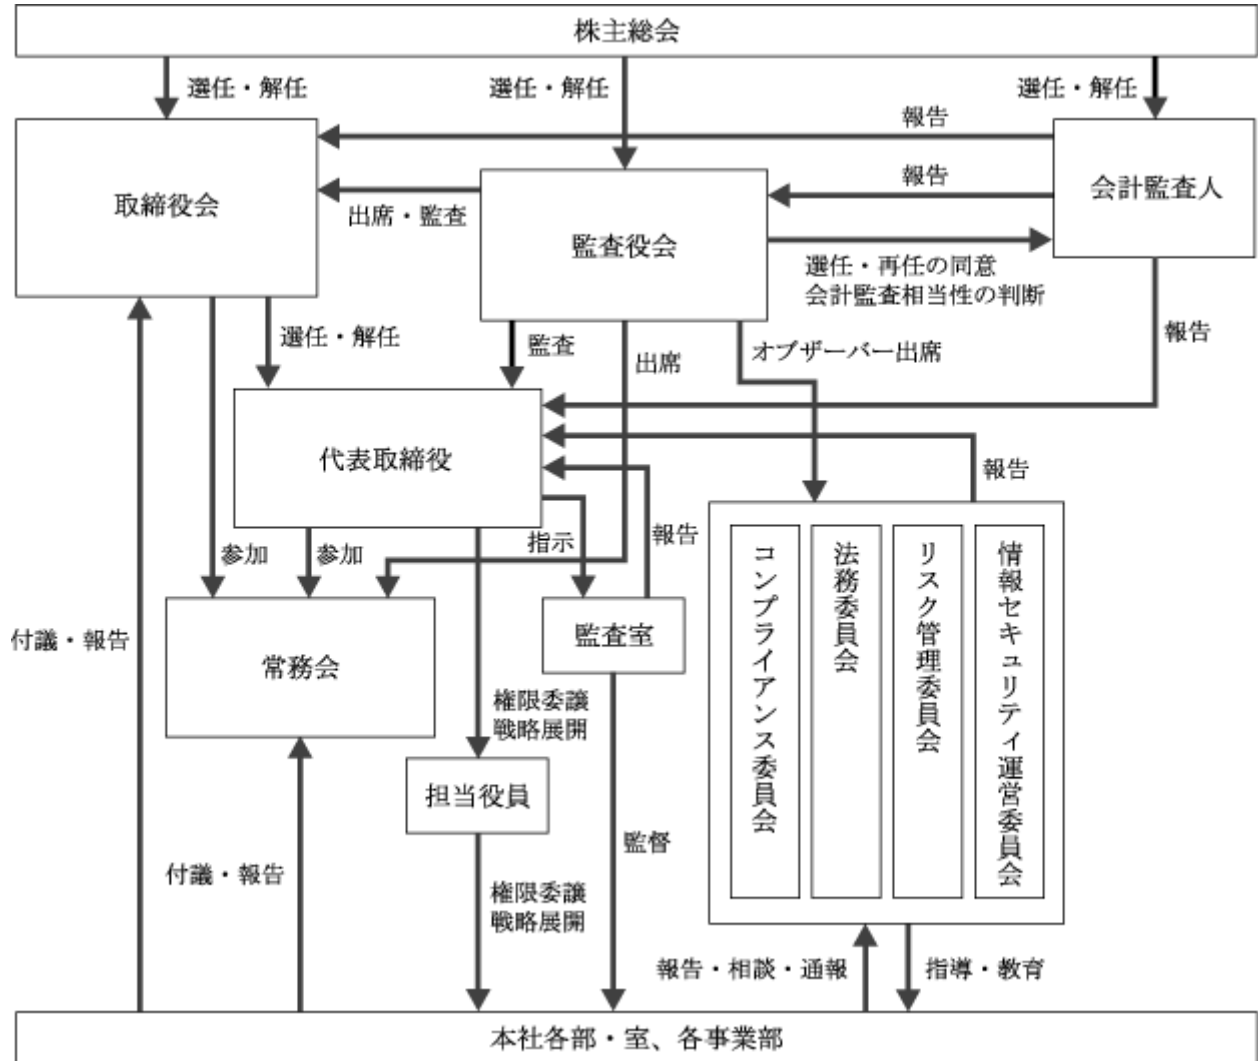 株主総会
選任・解任
選任・解任
選任・解任
報告
取締役会
会計監査人
報告
出席・監査
監査役会
選任・再任の同意
会計監査相当性の判断
選任・解任
監査
出席
オブザーバー出席
報告
代表取締役
報告
参加
参加
指示
報告
コンプライアンス委員会
法務委員会
リスク管理委員会
情報セキュリティ運営委員会
付議・報告
常務会
監査室
権限委譲
戦略展開
担当役員
監督
付議・報告
権限委譲
戦略展開
報告・相談・通報
指導・教育
本社各部・室、各事業部